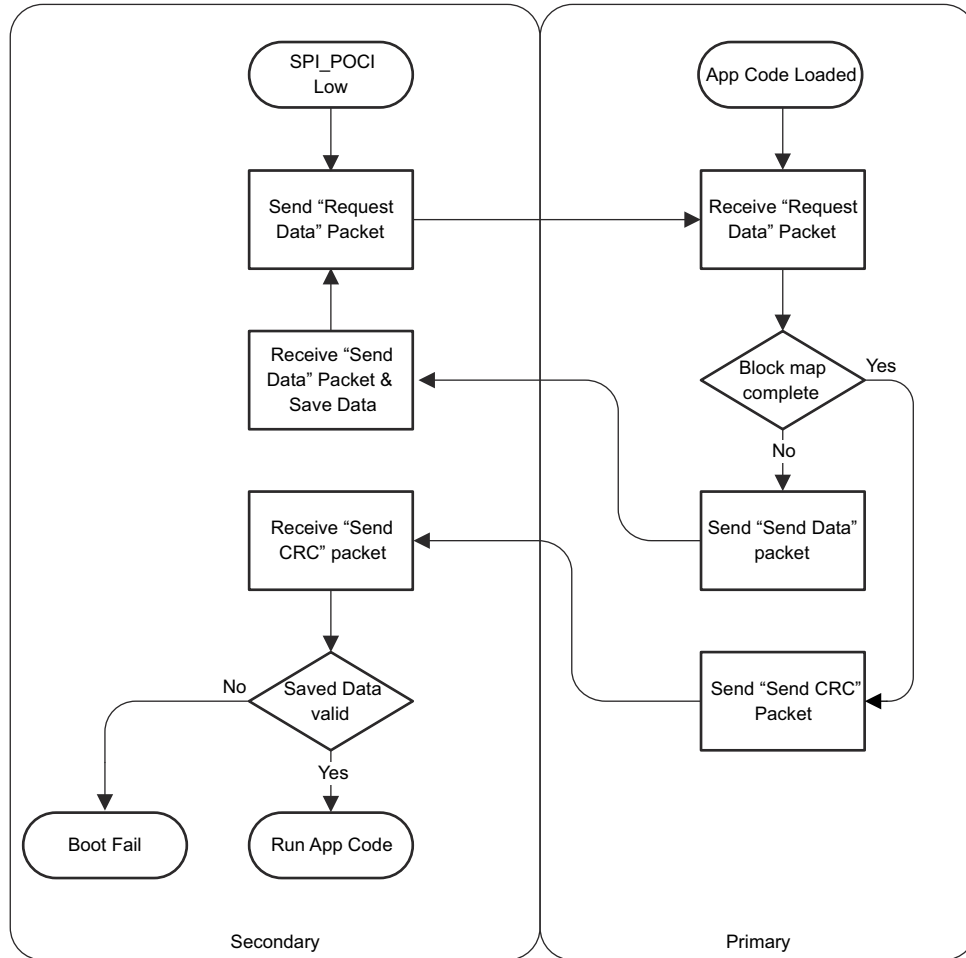 SPI_POCI
Low
App Code Loaded
Send “Request
Data” Packet
Receive “Request
Data” Packet
Receive “Send
Data” Packet &
Save Data
Block map
complete
Yes
No
Receive “Send
CRC” packet
Send “Send Data”
packet
No
Saved Data
valid
Send “Send CRC”
Packet
Yes
Boot Fail
Run App Code
Secondary
Primary